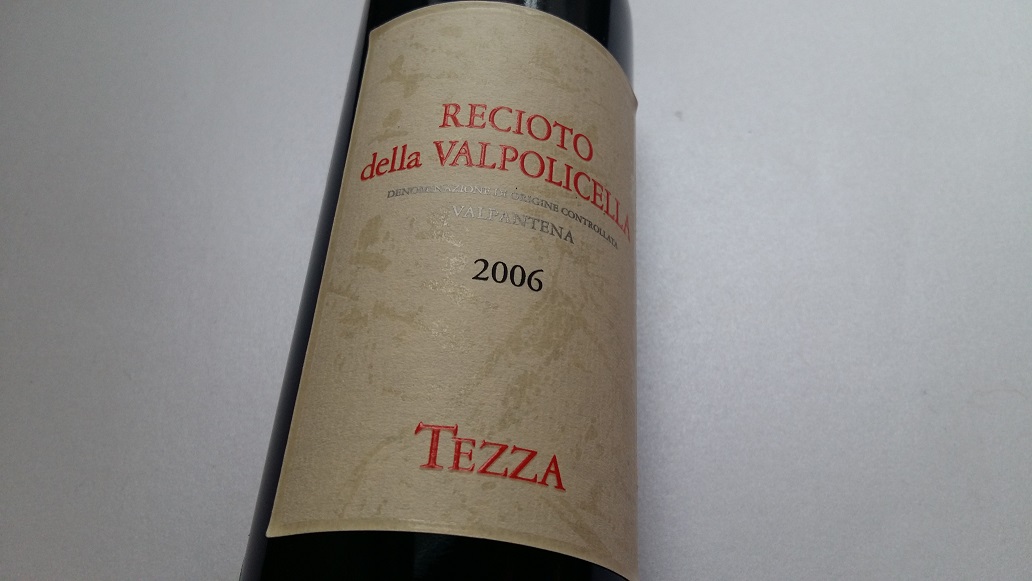 RECIOTO
della VALPOLICELLA
DENOMINAZIONE DI ORIGINE CONTROLLATA
VALPANTENA
2006
TEZZA